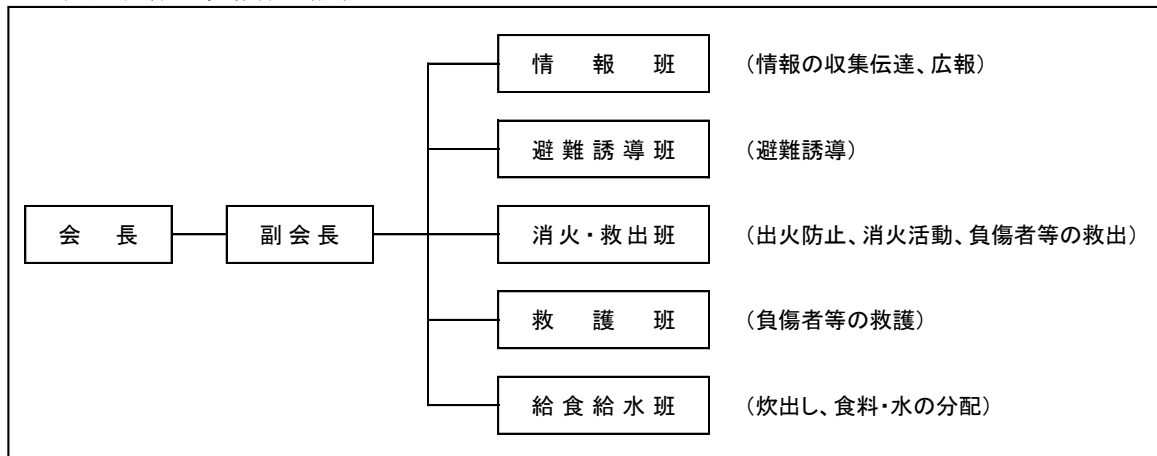 情報班 (情報の収集伝達、広報)
避難誘導班 (避難誘導)
会長 副会長 消火・救出班 (出火防止、消火活動、負傷者等の救出)
救護班 (負傷者等の救護)
給食給水班 (炊出し、食料・水の分配)